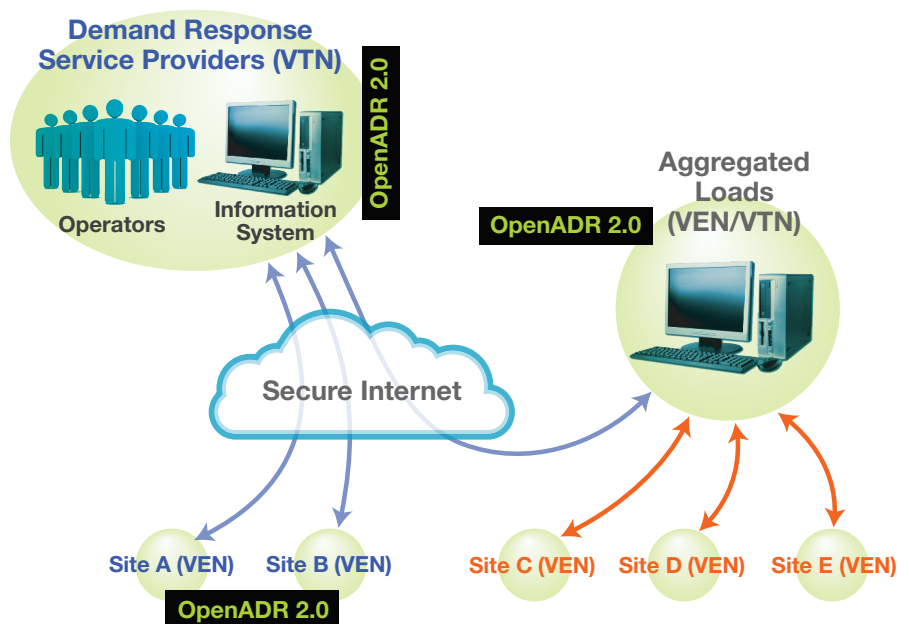 Demand Response
Service Providers (VTN)
OpenADR 2.0
Operators
Information
System
Aggregated
Loads
(VEN/VTN)
OpenADR 2.0
Secure Internet
Site A (VEN)
Site B (VEN)
Site C (VEN)
Site D (VEN)
Site E (VEN)
OpenADR 2.0